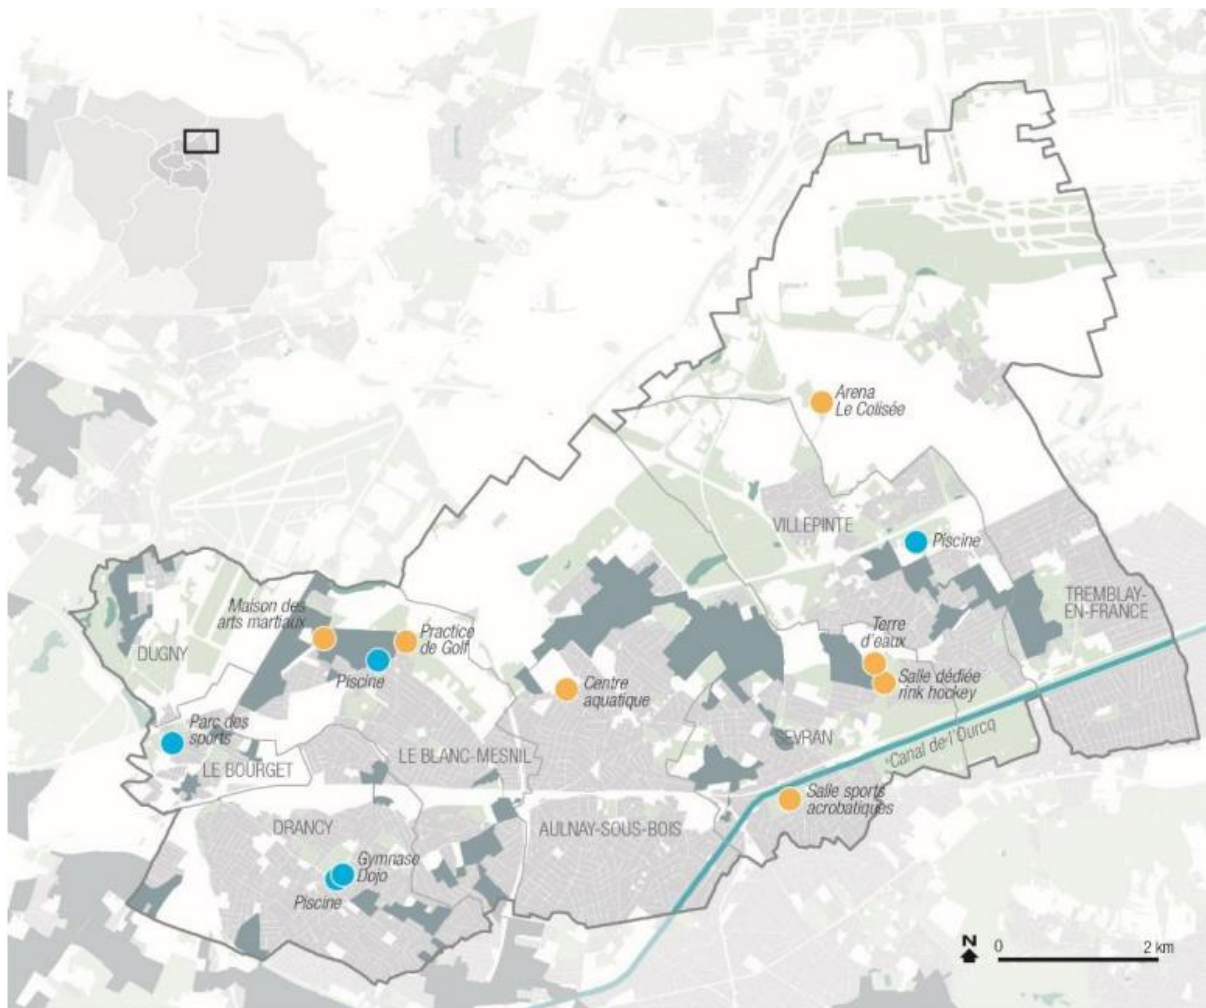 Arena
Le Colisée
VILLEPINTE
Piscine
TREMBLAY-
EN-FRANCE
Maison des
arts martiaux
Practice
de Golf
DUGNY
Piscine
Terre
d'eaux
Centre
aquatique
Salle dédiée
rink hockey
Parc des
sports
LE BOURGET
LE BLANC-MESNIL
SEVRAN
Canal de l'Ourcq
Salle sports
acrobatiques
DRANCY
AULNAY-SOUS-BOIS
Gymnase
Dojo
Piscine
N
0
2 km